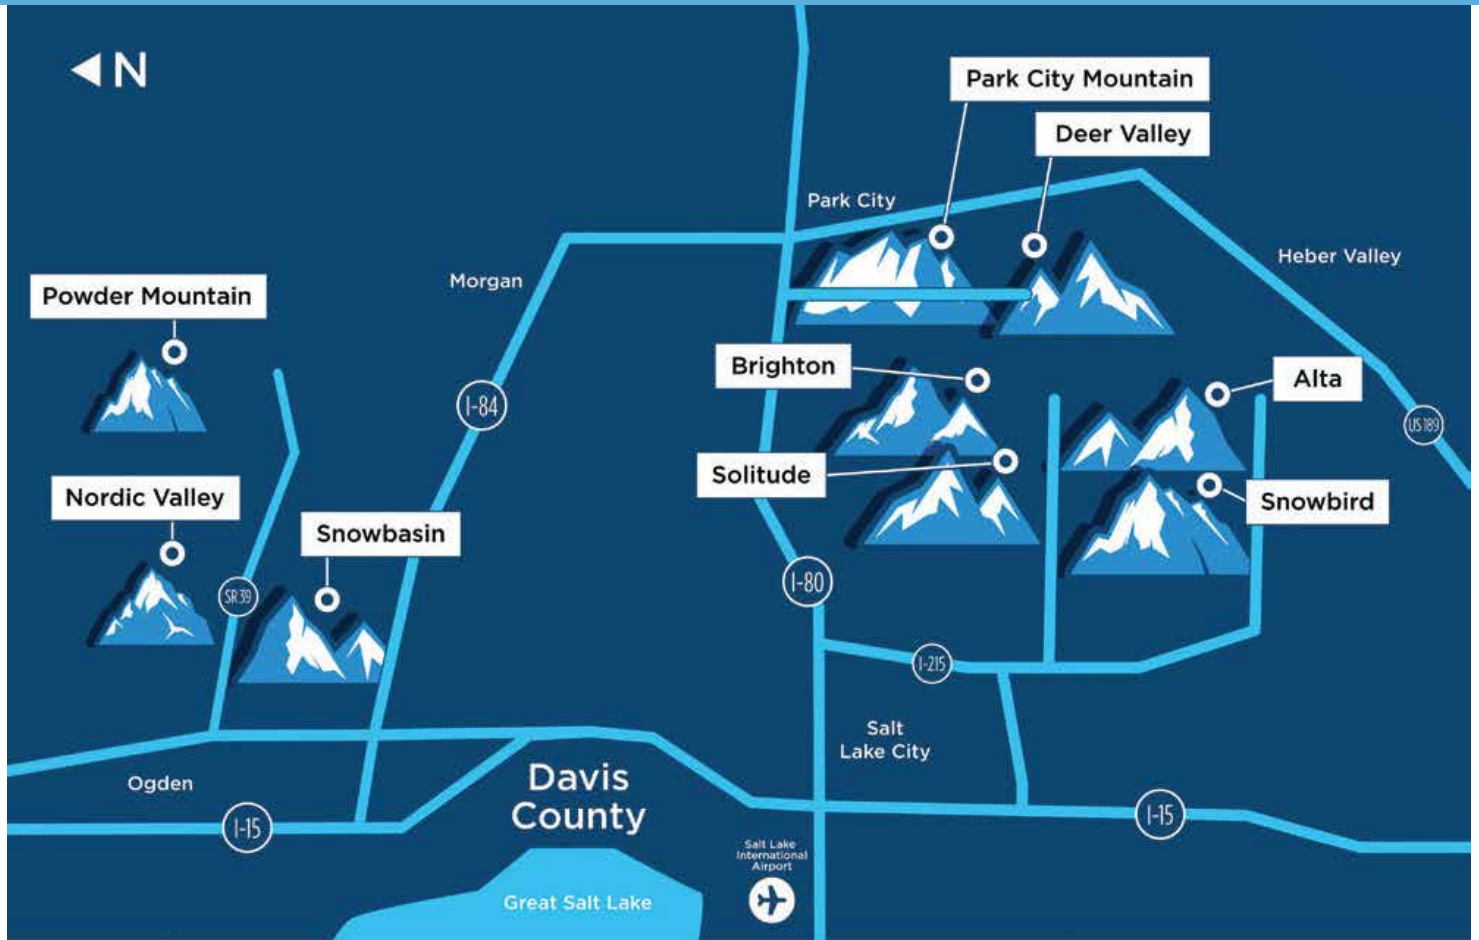 N
Park City Mountain
Deer Valley
Park City
Heber Valley
Morgan
Powder Mountain
Brighton
Alta
I-84
US 189
Solitude
Nordic Valley
Snowbird
Snowbasin
I-80
SR 39
I-215
Salt
Lake City
Ogden
Davis
County
I-15
I-15
Salt Lake
International
Airport
Great Salt Lake